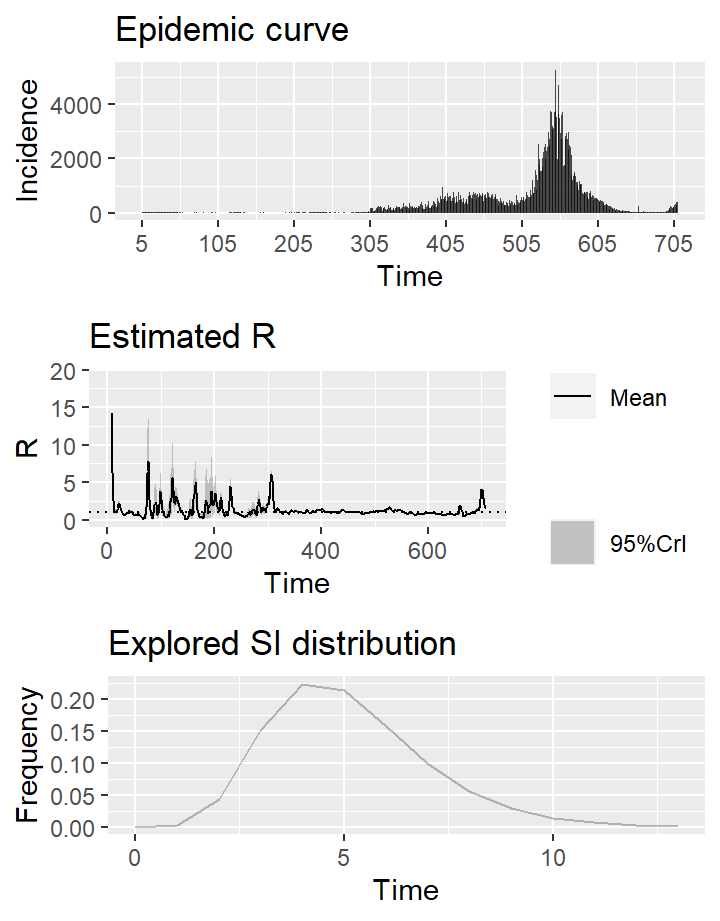 Epidemic curve
Incidence
4000
2000
0
5 105 205 305 405 505 605 705
Time
Estimated R
R
20
15
10
5
0
0 200 400 600
Time
Mean
95%CrI
Explored SI distribution
Frequency
0.20
0.15
0.10
0.05
0.00
0 5 10
Time